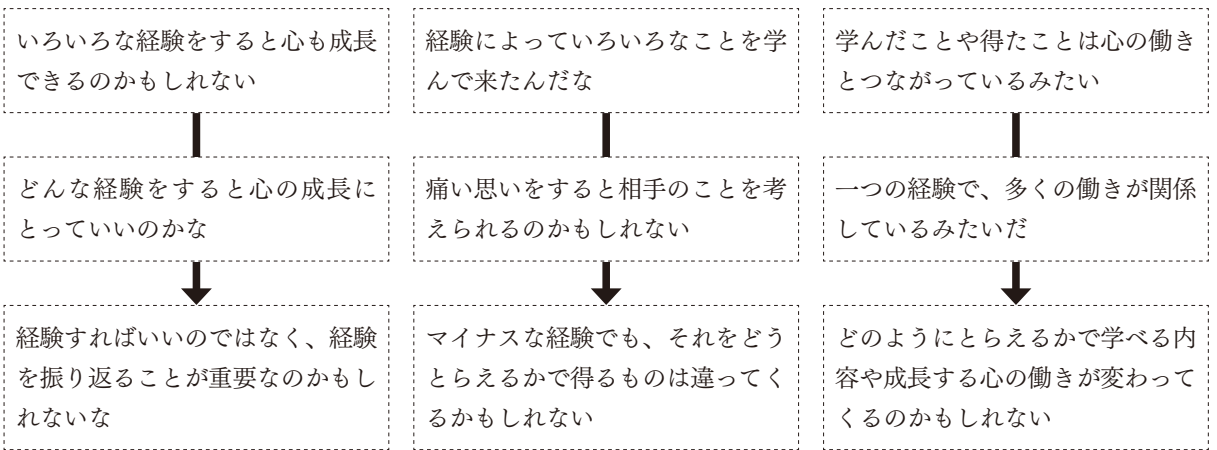 いろいろな経験をすると心も成長
できるのかもしれない
どんな経験をすると心の成長に
とっていいのかな
経験すればいいのではなく、経験
を振り返ることが重要なのかもし
れないな
経験によっていろいろなことを学
んで来たんだな
痛い思いをすると相手のことを考
えられるのかもしれない
マイナスな経験でも、それをどう
とらえるかで得るものは違ってく
るかもしれない
学んだことや得たことは心の働き
とつながっているみたい
一つの経験で、多くの働きが関係
しているみたいだ
どのようにとらえるかで学べる内
容や成長する心の働きが変わって
くるのかもしれない